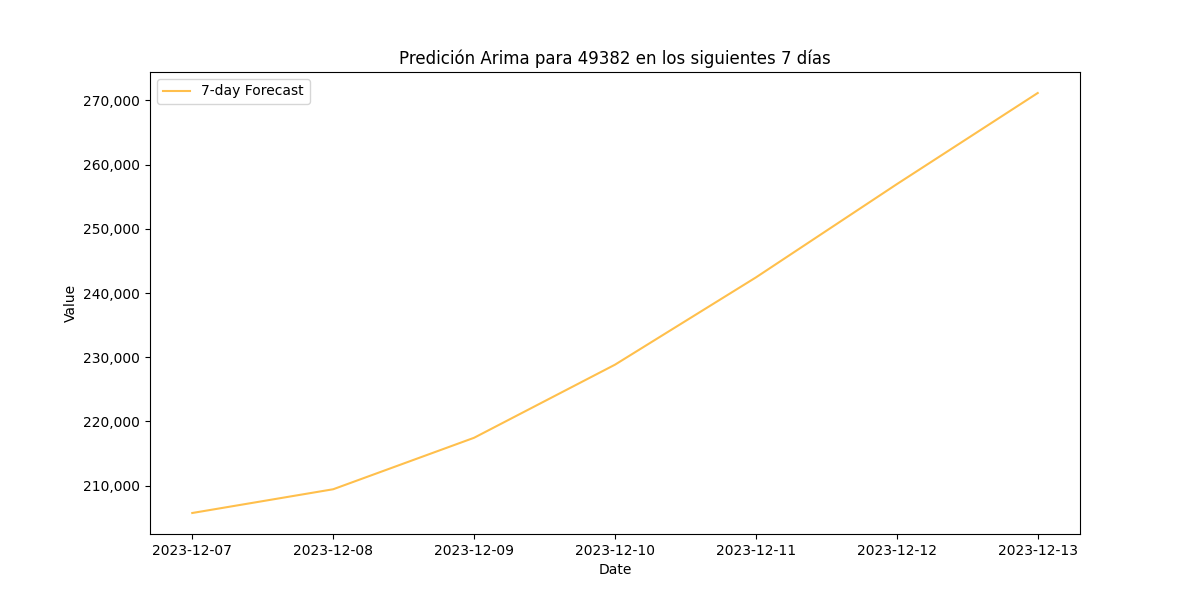 Predición Arima para 49382 en los siguientes 7 días
7-day Forecast
270,000
260,000
250,000
240,000
230,000
220,000
210,000
Value
2023-12-07 2023-12-08 2023-12-09 2023-12-10 2023-12-11 2023-12-12 2023-12-13
Date